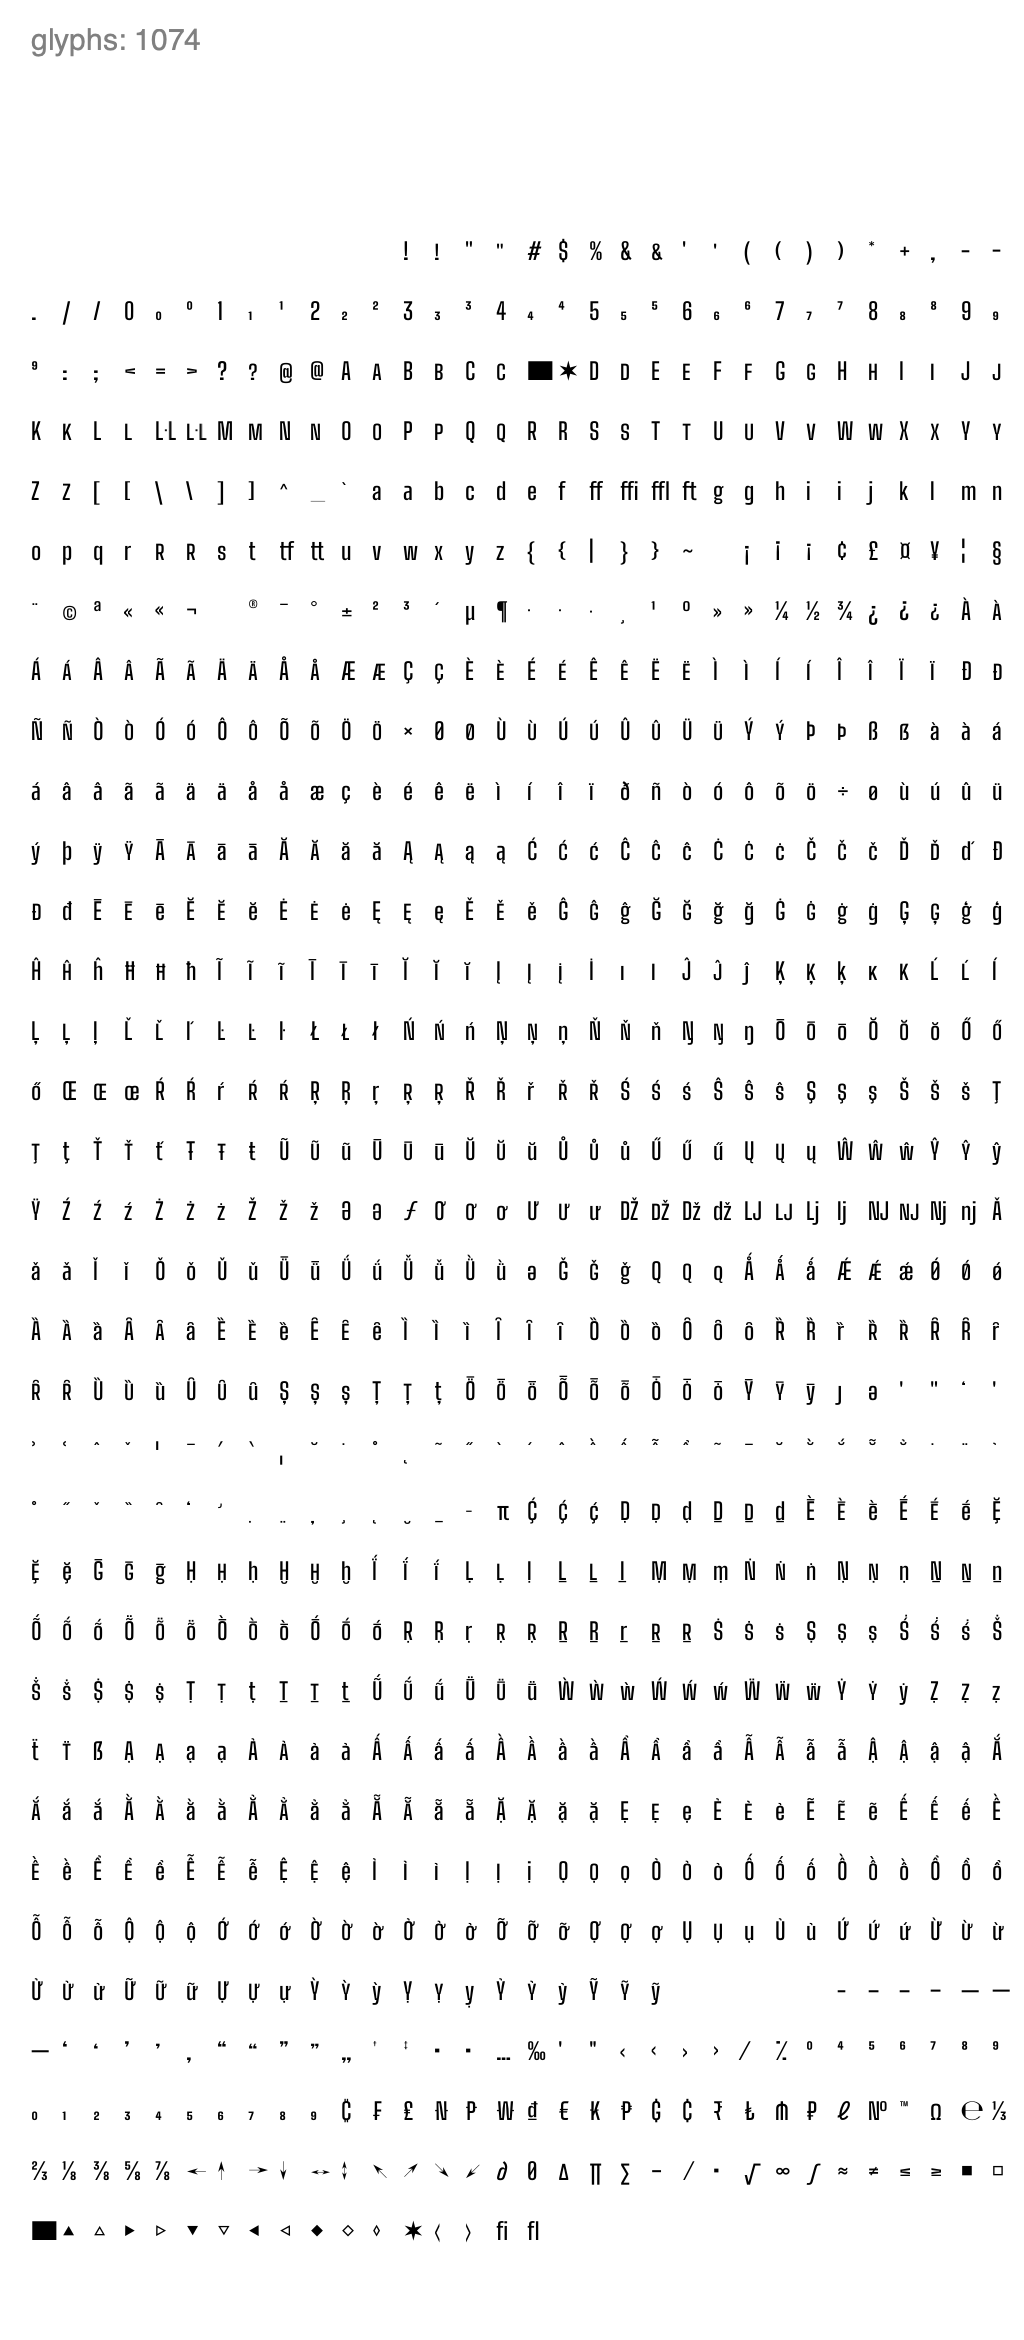 glyphs: 1074
! ! " " # $ % & & ' ' ( ( ) ) * + , - -
. / / 0 ₀ ⁰ 1 ₁ ¹ 2 ₂ ² 3 ₃ ³ 4 ₄ ⁴ 5 ₅ ⁵ 6 ₆ ⁶ 7 ₇ ⁷ 8 ₈ ⁸ 9 ₉
⁹ : ; < = > ? ? @ @ A ᴀ B ʙ C ᴄ ■ ✶ D ᴅ E ᴇ F ꜰ G ɢ H ʜ I ɪ J ᴊ
K ᴋ L ʟ L·L ʟ·ʟ M ᴍ N ɴ O ᴏ P ᴘ Q ꞯ R R S s T ᴛ U ᴜ V ᴠ W ᴡ X x Y ʏ
Z ᴢ [ [ \ \ ] ] ^ _ ` a a b c d e f ff ffi ffl ft g g h i i j k l m n
o p q r ʀ ʀ s t tf tt u v w x y z { { | } } ~ ¡ ¡ ¡ ¢ £ ¤ ¥ ¦ §
¨ © ª « « ¬ ® ¯ ° ± ² ³ ´ µ ¶ · · · ¸ ¹ º » » ¼ ½ ¾ ¿ ¿ ¿ À À
Á Á Â Â Ã Ã Ä Ä Å Å Æ Æ Ç Ç È È É É Ê Ê Ë Ë Ì Ì Í Í Î Î Ï Ï Ð Ð
Ñ Ñ Ò Ò Ó Ó Ô Ô Õ Õ Ö Ö × Ø Ø Ù Ù Ú Ú Û Û Ü Ü Ý Ý Þ Þ ß ß à à á
á â â ã ã ä ä å å æ ç è é ê ë ì í î ï ð ñ ò ó ô õ ö ÷ ø ù ú û ü
ý þ ÿ Ÿ Ā Ā ā ā Ă Ă ă ă Ą Ą ą ą Ć Ć ć Ĉ Ĉ ĉ Ċ Ċ ċ Č Č č Ď Ď ď Đ
Đ đ Ē Ē ē Ĕ Ĕ ĕ Ė Ė ė Ę Ę ę Ě Ě ě Ĝ Ĝ ĝ Ğ Ğ ğ ğ Ġ Ġ ġ ġ Ģ Ģ ģ ģ
Ĥ Ĥ ĥ Ħ Ħ ħ Ĩ Ĩ ĩ Ī Ī ī Ĭ Ĭ ĭ Į Į į İ ı ı Ĵ Ĵ ĵ Ķ Ķ ķ ĸ ᴋ Ĺ Ĺ ĺ
Ļ Ļ ļ Ľ Ľ ľ Ŀ Ŀ ŀ Ł Ł ł Ń Ń ń Ņ Ņ ņ Ň Ň ň Ŋ Ŋ ŋ Ō Ō ō Ŏ Ŏ ŏ Ő Ő
ő Œ Œ œ Ŕ Ŕ ŕ Ŕ Ŕ Ŗ Ŗ ŗ Ŗ Ŗ Ř Ř ř Ř Ř Ś Ś ś Ŝ Ŝ ŝ Ş Ş ş Š Š š Ţ
Ţ ţ Ť Ť ť Ŧ Ŧ ŧ Ũ Ũ ũ Ū Ū ū Ŭ Ŭ ŭ Ů Ů ů Ű Ű ű Ų Ų ų Ŵ Ŵ ŵ Ŷ Ŷ ŷ
Ÿ Ź Ź ź Ż Ż ż Ž Ž ž Ə ə ƒ Ơ Ơ ơ Ư Ư ư DŽ DŽ Dž dž LJ LJ Lj lj NJ NJ Nj nj Ǎ
ǎ ǎ Ǐ ǐ Ǒ ǒ Ǔ ǔ Ǖ ǖ Ǘ ǘ Ǚ ǚ Ǜ ǜ ǝ Ǧ Ǧ ǧ Ǫ Ǫ ǫ Ǻ Ǻ ǻ Ǽ Ǽ ǽ Ǿ Ǿ ǿ
Ȁ Ȁ ȁ Ȃ Ȃ ȃ Ȅ Ȅ ȅ Ȇ Ȇ ȇ Ȉ Ȉ ȉ Ȋ Ȋ ȋ Ȍ Ȍ ȍ Ȏ Ȏ ȏ Ȑ Ȑ ȑ Ȑ Ȑ Ȓ Ȓ ȓ
Ȓ Ȓ Ȕ Ȕ ȕ Ȗ Ȗ ȗ Ș Ș ș Ț Ț ț Ȫ Ȫ ȫ Ȭ Ȭ ȭ Ȱ Ȱ ȱ Ȳ Ȳ ȳ ȷ ə ' " ʻ '
- π Ḉ Ḉ ḉ Ḍ Ḍ ḍ Ḏ Ḏ ḏ Ḕ Ḕ ḕ Ḗ Ḗ ḗ Ḝ
Ḝ ḝ Ḡ Ḡ ḡ Ḥ Ḥ ḥ Ḫ Ḫ ḫ Ḯ Ḯ ḯ Ḷ Ḷ ḷ Ḻ Ḻ ḻ Ṃ Ṃ ṃ Ṅ Ṅ ṅ Ṇ Ṇ ṇ Ṉ Ṉ ṉ
Ṍ Ṍ ṍ Ṏ Ṏ ṏ Ṑ Ṑ ṑ Ṓ Ṓ ṓ Ṛ Ṛ ṛ Ṛ Ṛ Ṟ Ṟ ṟ Ṟ Ṟ Ṡ Ṡ ṡ Ṣ Ṣ ṣ Ṥ Ṥ ṥ Ṧ
Ṧ ṧ Ṩ Ṩ ṩ Ṭ Ṭ ṭ Ṯ Ṯ ṯ Ṹ Ṹ ṹ Ṻ Ṻ ṻ Ẁ Ẁ ẁ Ẃ Ẃ ẃ Ẅ Ẅ ẅ Ẏ Ẏ ẏ Ẓ Ẓ ẓ
ẗ T̈ ẞ Ạ Ạ ạ ạ Ả Ả ả ả Ấ Ấ ấ ấ Ầ Ầ ầ ầ Ẩ Ẩ ẩ ẩ Ẫ Ẫ ẫ ẫ Ậ Ậ ậ ậ Ắ
Ắ ắ ắ Ằ Ằ ằ ằ Ẳ Ẳ ẳ ẳ Ẵ Ẵ ẵ ẵ Ặ Ặ ặ ặ Ẹ Ẹ ẹ Ẻ Ẻ ẻ Ẽ Ẽ ẽ Ế Ế ế Ề
Ề ề Ể Ể ể Ễ Ễ ễ Ệ Ệ ệ Ỉ Ỉ ỉ Ị Ị ị Ọ Ọ ọ Ỏ Ỏ ỏ Ố Ố ố Ồ Ồ ồ Ổ Ổ ổ
Ỗ Ỗ ỗ Ộ Ộ ộ Ớ Ớ ớ Ờ Ờ ờ Ở Ở ở Ỡ Ỡ ỡ Ợ Ợ ợ Ụ Ụ ụ Ủ ủ Ứ Ứ ứ Ừ Ừ ừ
Ử Ử ử Ữ Ữ ữ Ự Ự ự Ỳ Ỳ ỳ Ỵ Ỵ ỵ Ỷ Ỷ ỷ Ỹ Ỹ ỹ - - - – — —
— ‘ ‘ ’ ’ ‚ “ “ ” ” „ † ‡ • • … ‰ ' " ‹ ‹ › › ⁄ ⁒ ⁰ ⁴ ⁵ ⁶ ⁷ ⁸ ⁹
₀ ₁ ₂ ₃ ₄ ₅ ₆ ₇ ₈ ₉ ₵ ₣ ₤ ₦ ₱ ₩ ₫ € ₭ ₱ ₲ ₵ ₹ ₺ ₼ ₽ ℓ № ™ Ω ℮ ⅓
⅔ ⅛ ⅜ ⅝ ⅞ ← ↑ → ↓ ↔ ↕ ↖ ↗ ↘ ↙ ∂ Ø ∆ ∏ ∑ − ∕ ∙ √ ∞ ∫ ≈ ≠ ≤ ≥ ■ □
■ ▲ △ ▶ ▷ ▼ ▽ ◀ ◁ ◆ ◇ ◊ ✶ ⟨ ⟩ fi fl